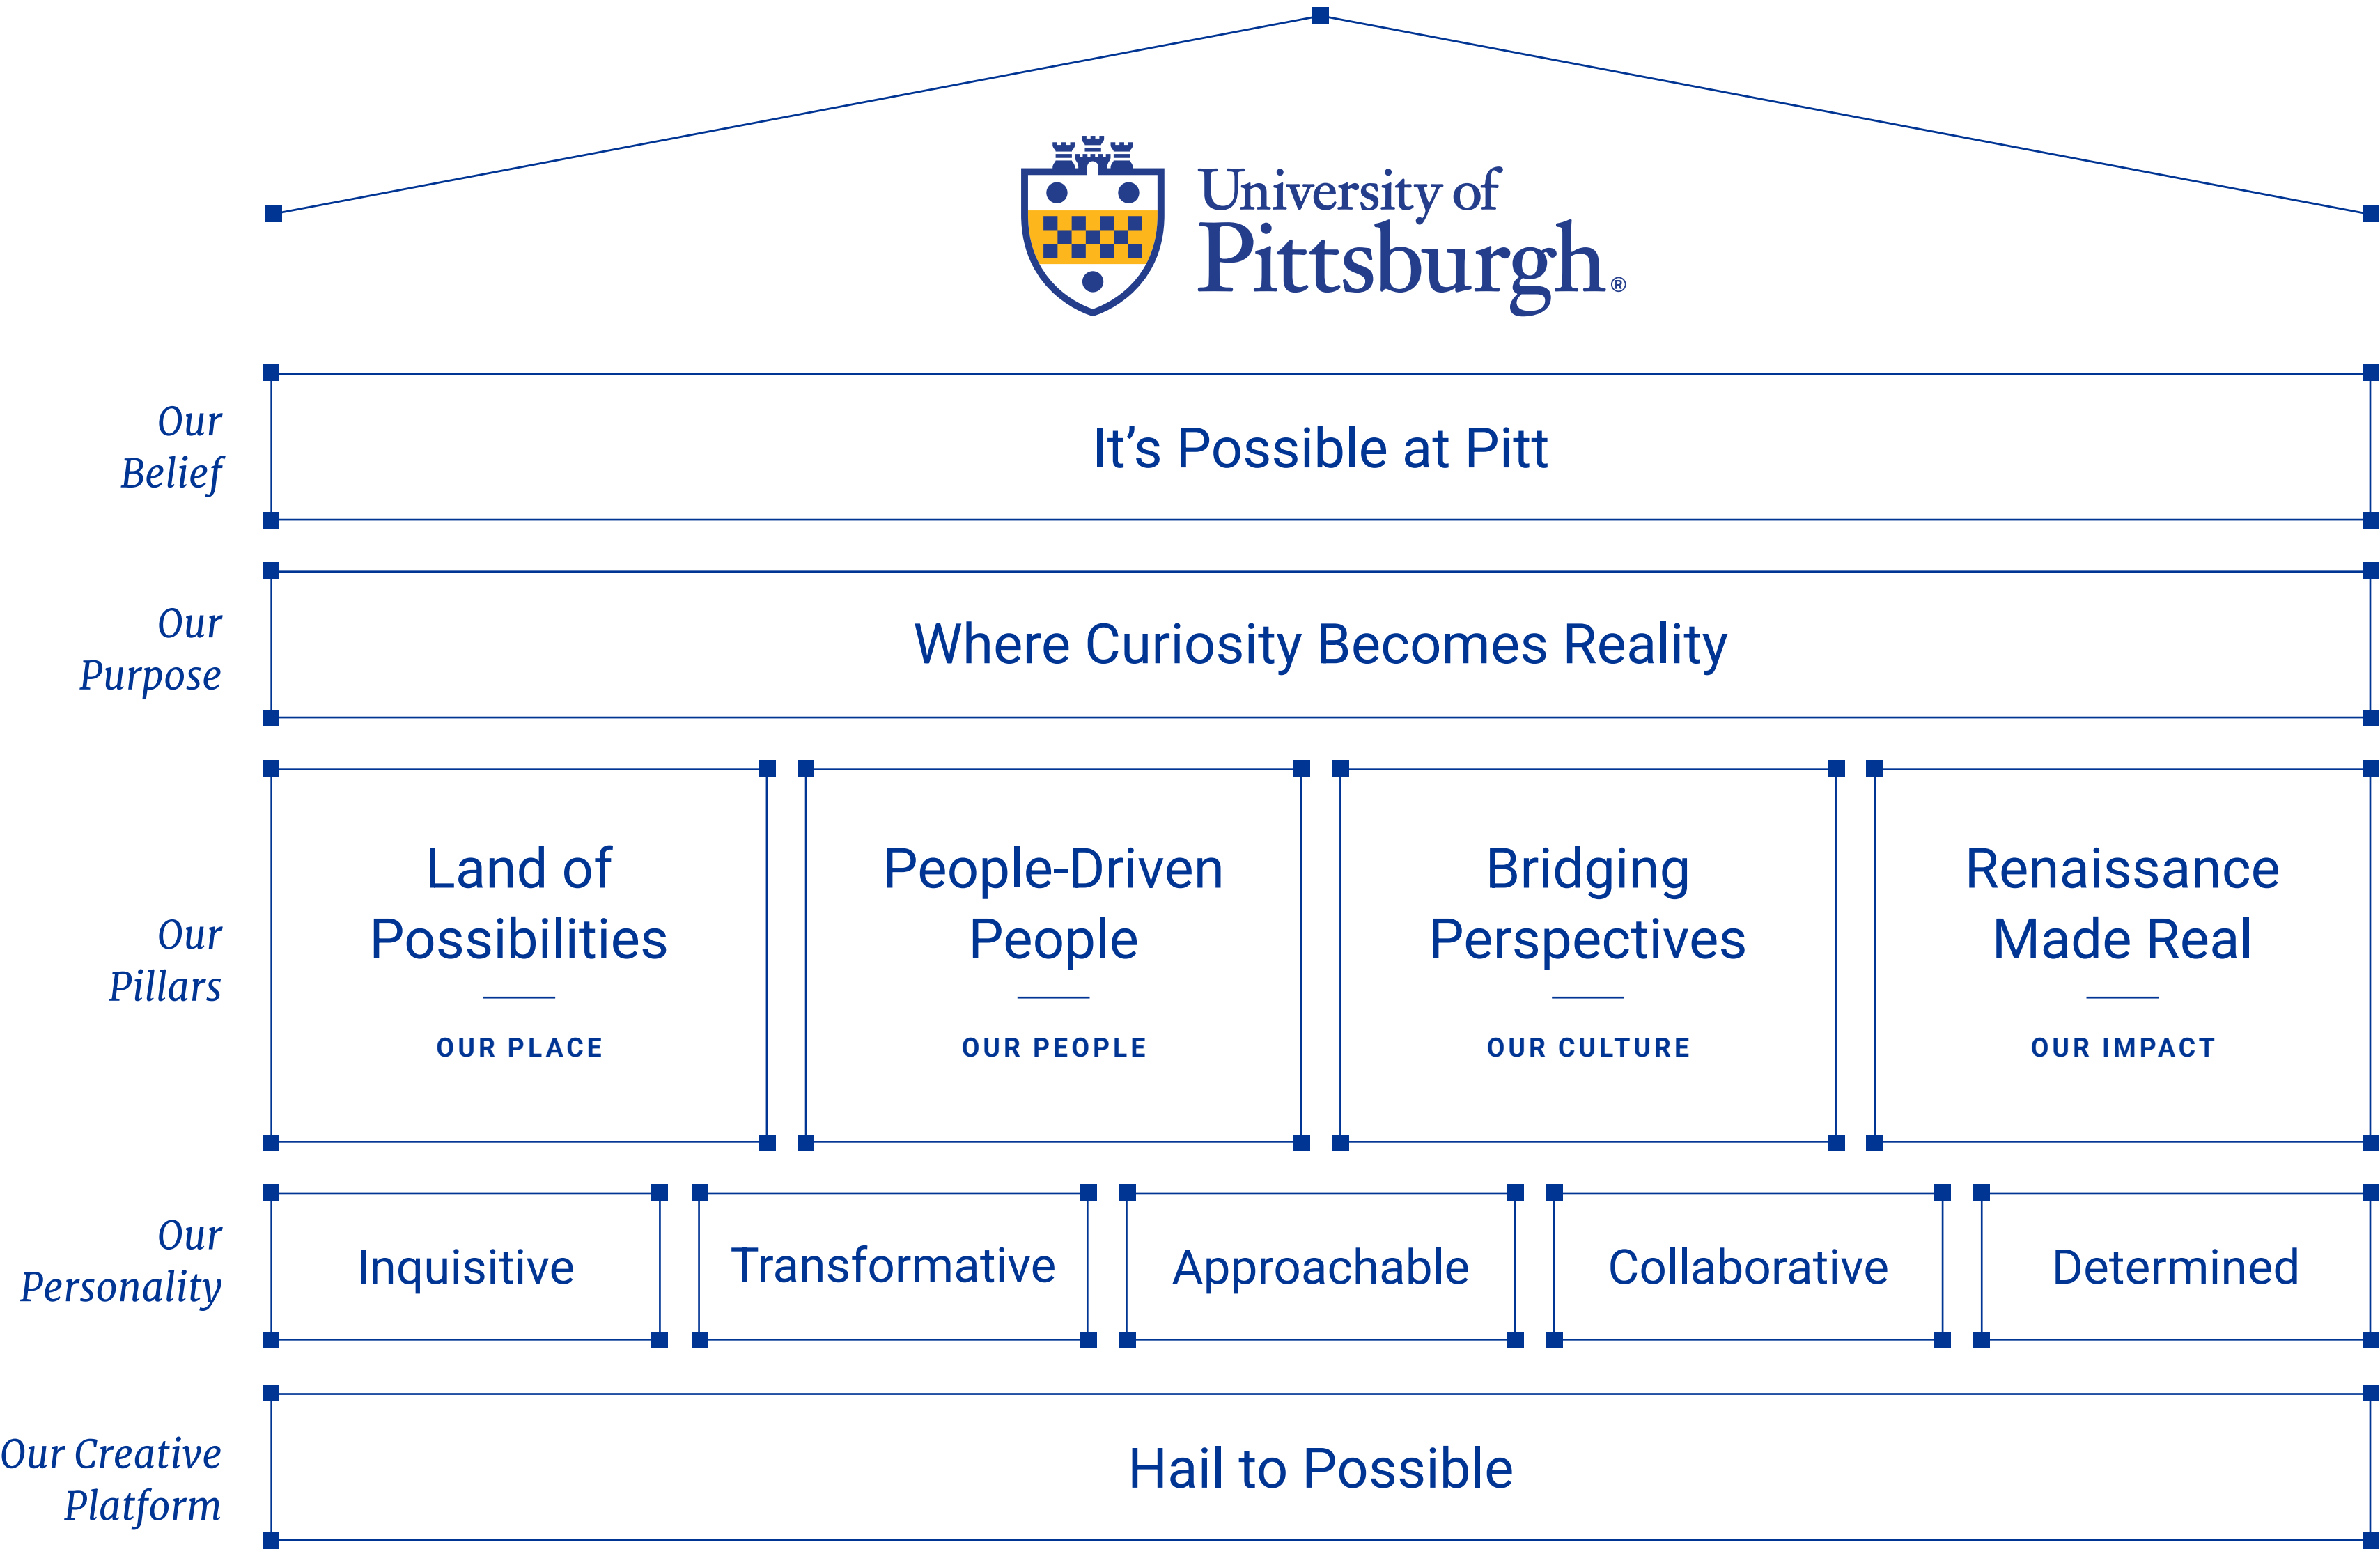 University of
Pittsburgh®
Our
Belief
It’s Possible at Pitt
Our
Purpose
Where Curiosity Becomes Reality
Our
Pillars
Land of
Possibilities
OUR PLACE
People-Driven
People
OUR PEOPLE
Bridging
Perspectives
OUR CULTURE
Renaissance
Made Real
OUR IMPACT
Our
Personality
Inquisitive
Transformative
Approachable
Collaborative
Determined
Our Creative
Platform
Hail to Possible